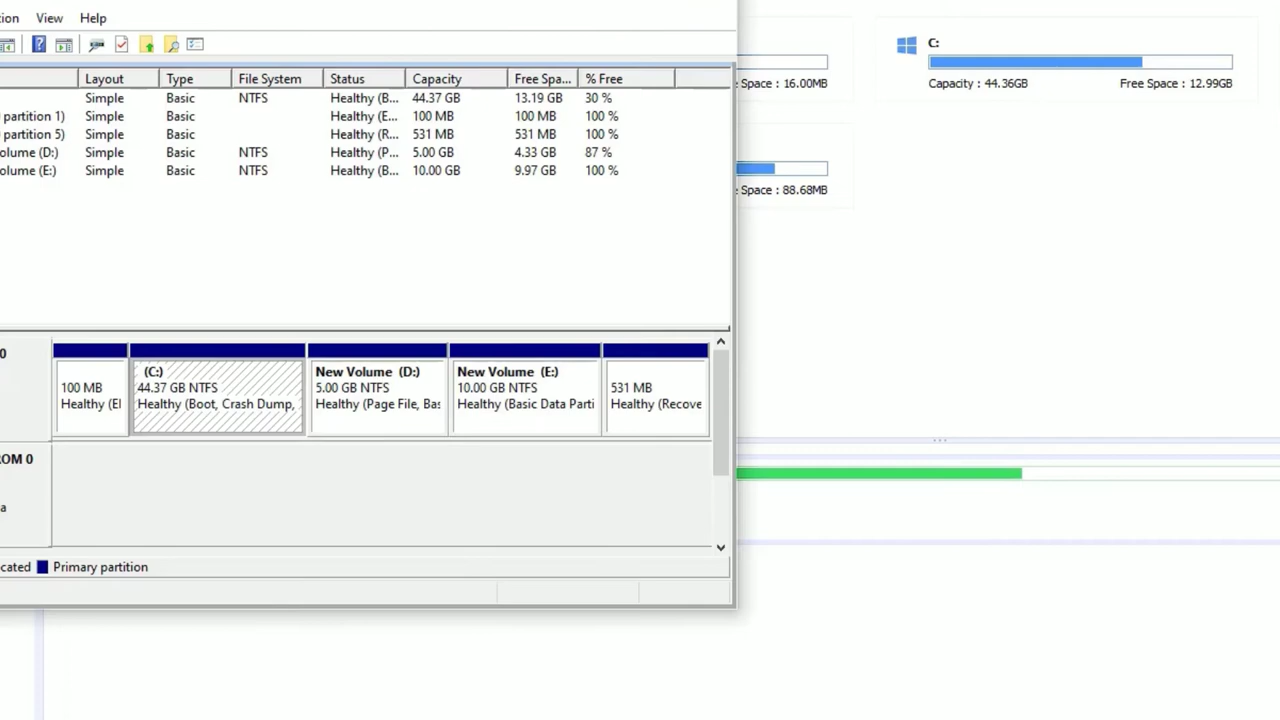 tion View Help
Layout Type File System Status Capacity Free Spa... % Free
Simple Basic NTFS Healthy (B... 44.37 GB 13.19 GB 30 %
partition 1) Simple Basic Healthy (E... 100 MB 100 MB 100 %
partition 5) Simple Basic Healthy (R... 531 MB 531 MB 100 %
olume (D:) Simple Basic NTFS Healthy (P... 5.00 GB 4.33 GB 87 %
olume (E:) Simple Basic NTFS Healthy (B... 10.00 GB 9.97 GB 100 %
0
100 MB
Healthy (El
(C:)
44.37 GB NTFS
Healthy (Boot, Crash Dump,
New Volume (D:)
5.00 GB NTFS
Healthy (Page File, Bas
New Volume (E:)
10.00 GB NTFS
Healthy (Basic Data Parti
531 MB
Healthy (Recove
ROM 0
a
cated Primary partition
e Space : 16.00MB
C:
Capacity : 44.36GB Free Space : 12.99GB
e Space : 88.68MB